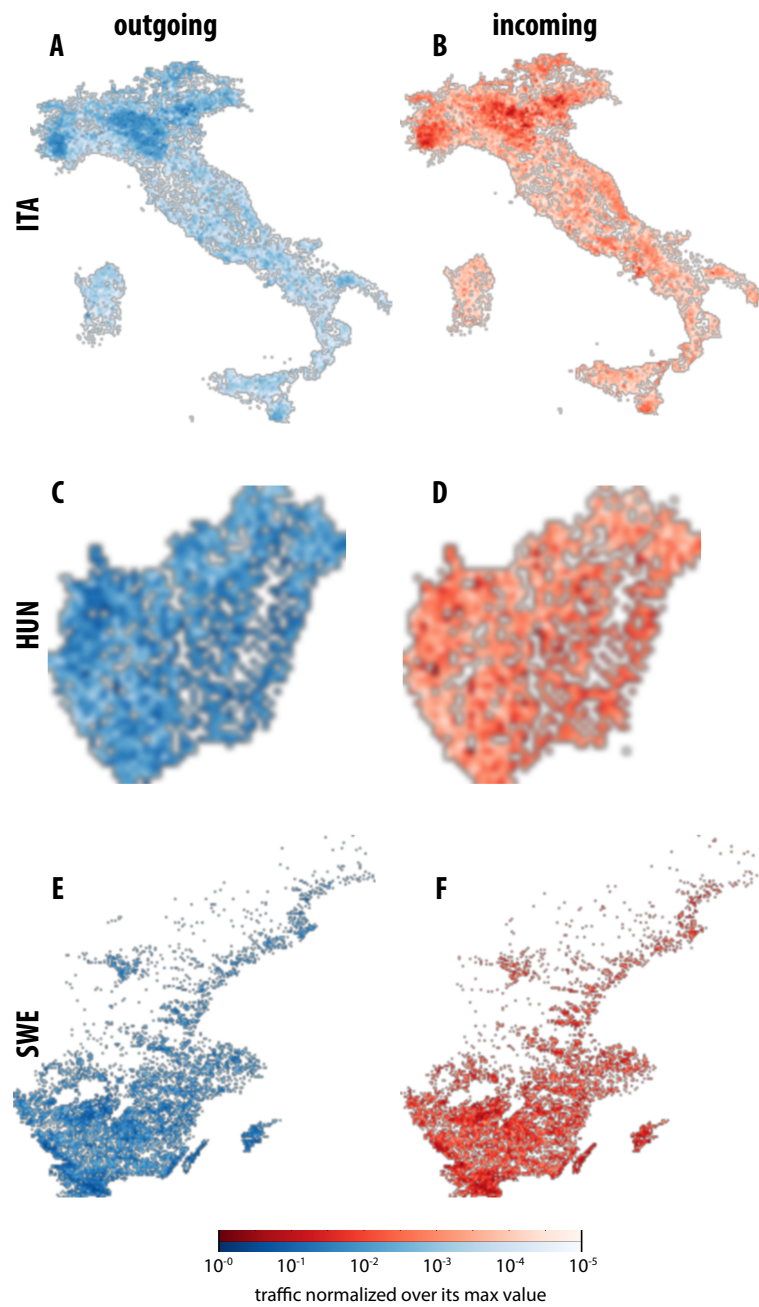 outgoing
incoming
A
B
ITA
C
D
HUN
E
F
SWE
10-0
10-1
10-2
10-3
10-4
10-5
traffic normalized over its max value